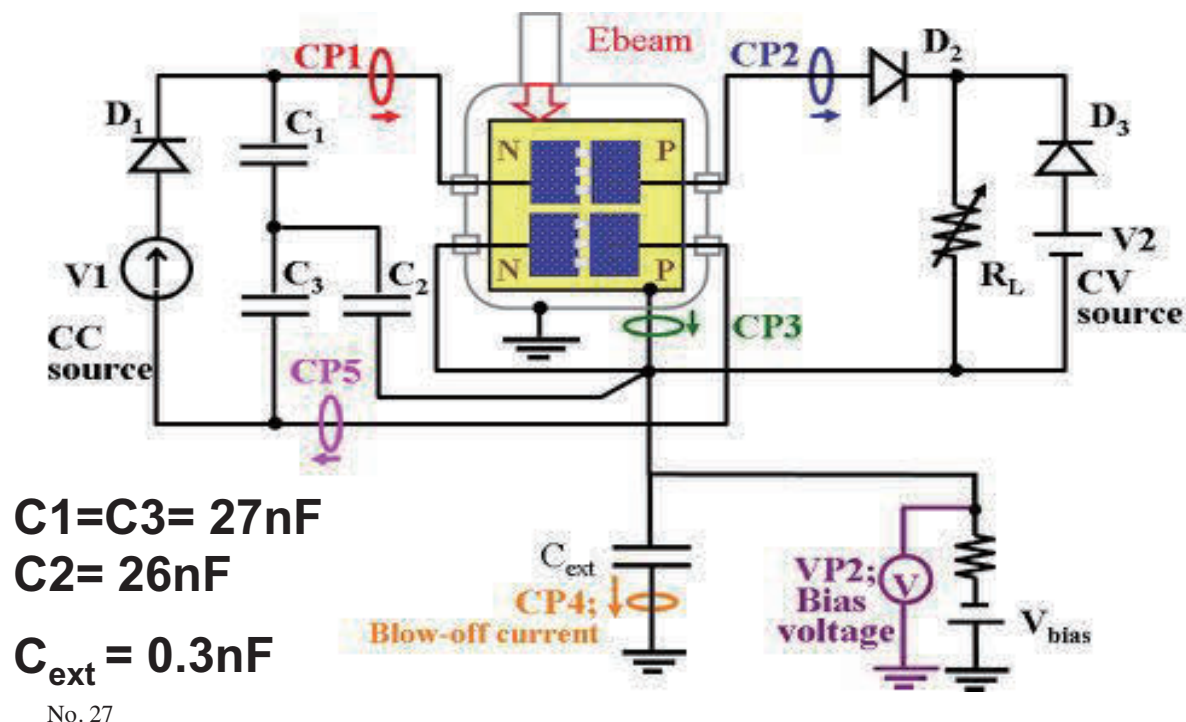 Ebeam
CP1
CP2
D2
D1
C1
N
P
D3
V1
C3
C2
N
P
RL
V2
CV
source
CC
source
CP3
CP5
C1=C3= 27nF
C2= 26nF
Cext
CP4;
Blow-off current
VP2;
Bias
voltage
V
Vbias
Cext = 0.3nF
No. 27